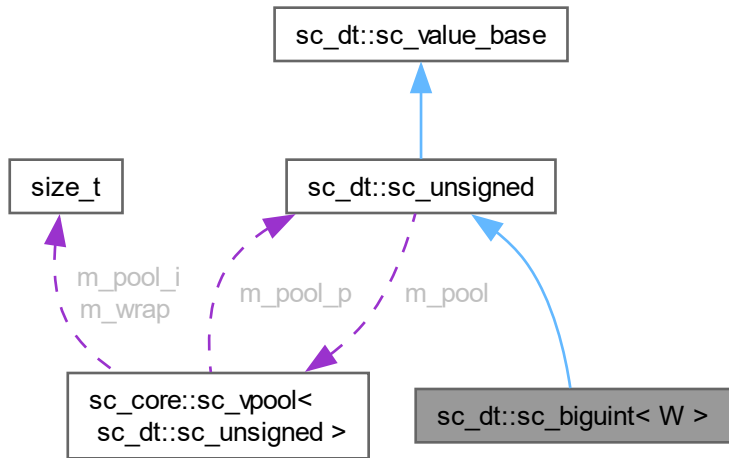 sc_dt::sc_value_base
size_t
sc_dt::sc_unsigned
m_pool_i
m_wrap
m_pool_p
m_pool
sc_core::sc_vpool<
sc_dt::sc_unsigned >
sc_dt::sc_biguint< W >